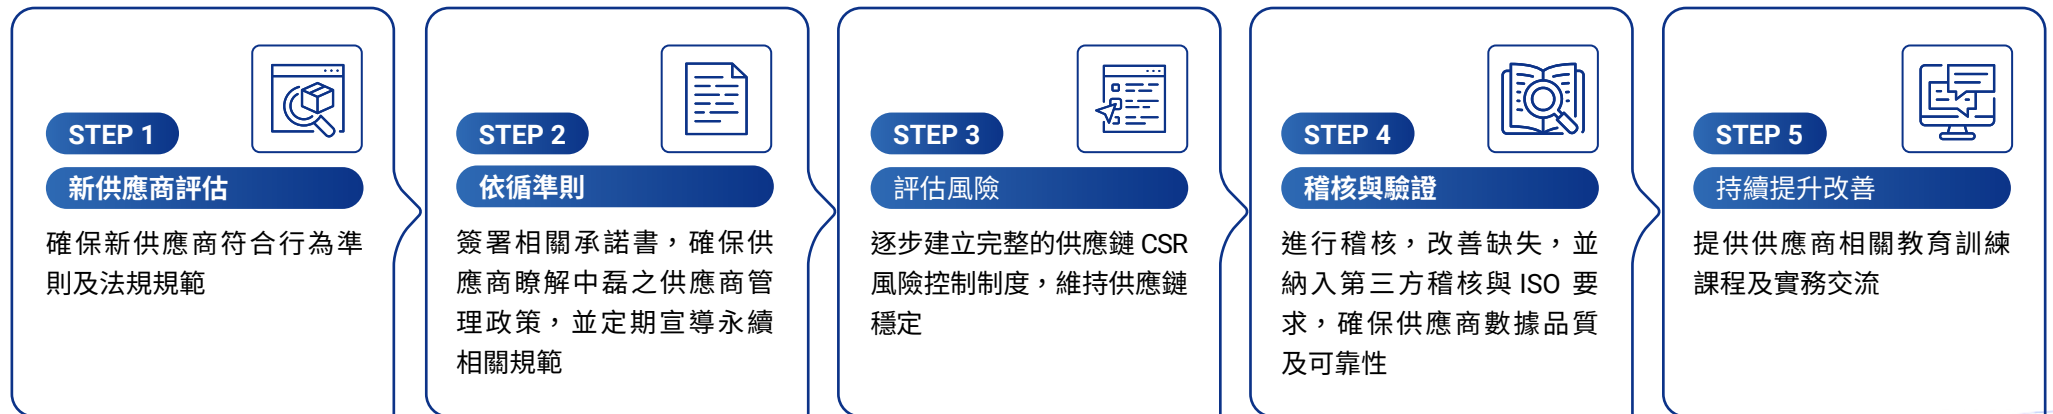 STEP 1
新供應商評估
確保新供應商符合行為準
則及法規規範
STEP 2
依循準則
簽署相關承諾書，確保供
應商瞭解中磊之供應商管
理政策，並定期宣導永續
相關規範
STEP 3
評估風險
逐步建立完整的供應鏈 CSR
風險控制制度，維持供應鏈
穩定
STEP 4
稽核與驗證
進行稽核，改善缺失，並
納入第三方稽核與 ISO 要
求，確保供應商數據品質
及可靠性
STEP 5
持續提升改善
提供供應商相關教育訓練
課程及實務交流